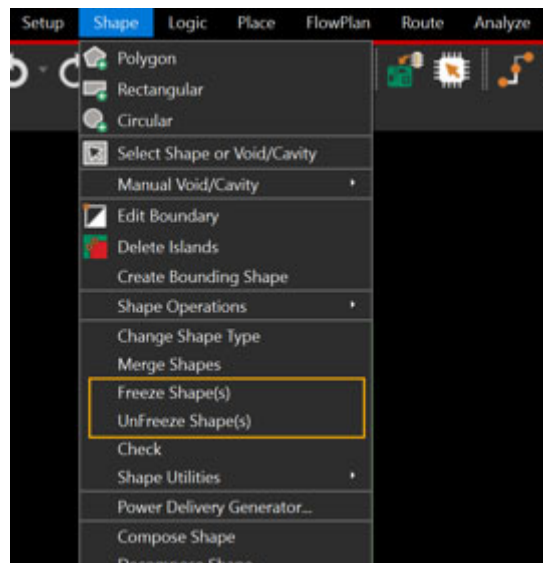 Setup Shape Logic Place FlowPlan Route Analyze
Polygon
Rectangular
Circular
Select Shape or Void/Cavity
Manual Void/Cavity
Edit Boundary
Delete Islands
Create Bounding Shape
Shape Operations
Change Shape Type
Merge Shapes
Freeze Shape(s)
UnFreeze Shape(s)
Check
Shape Utilities
Power Delivery Generator...
Compose Shape